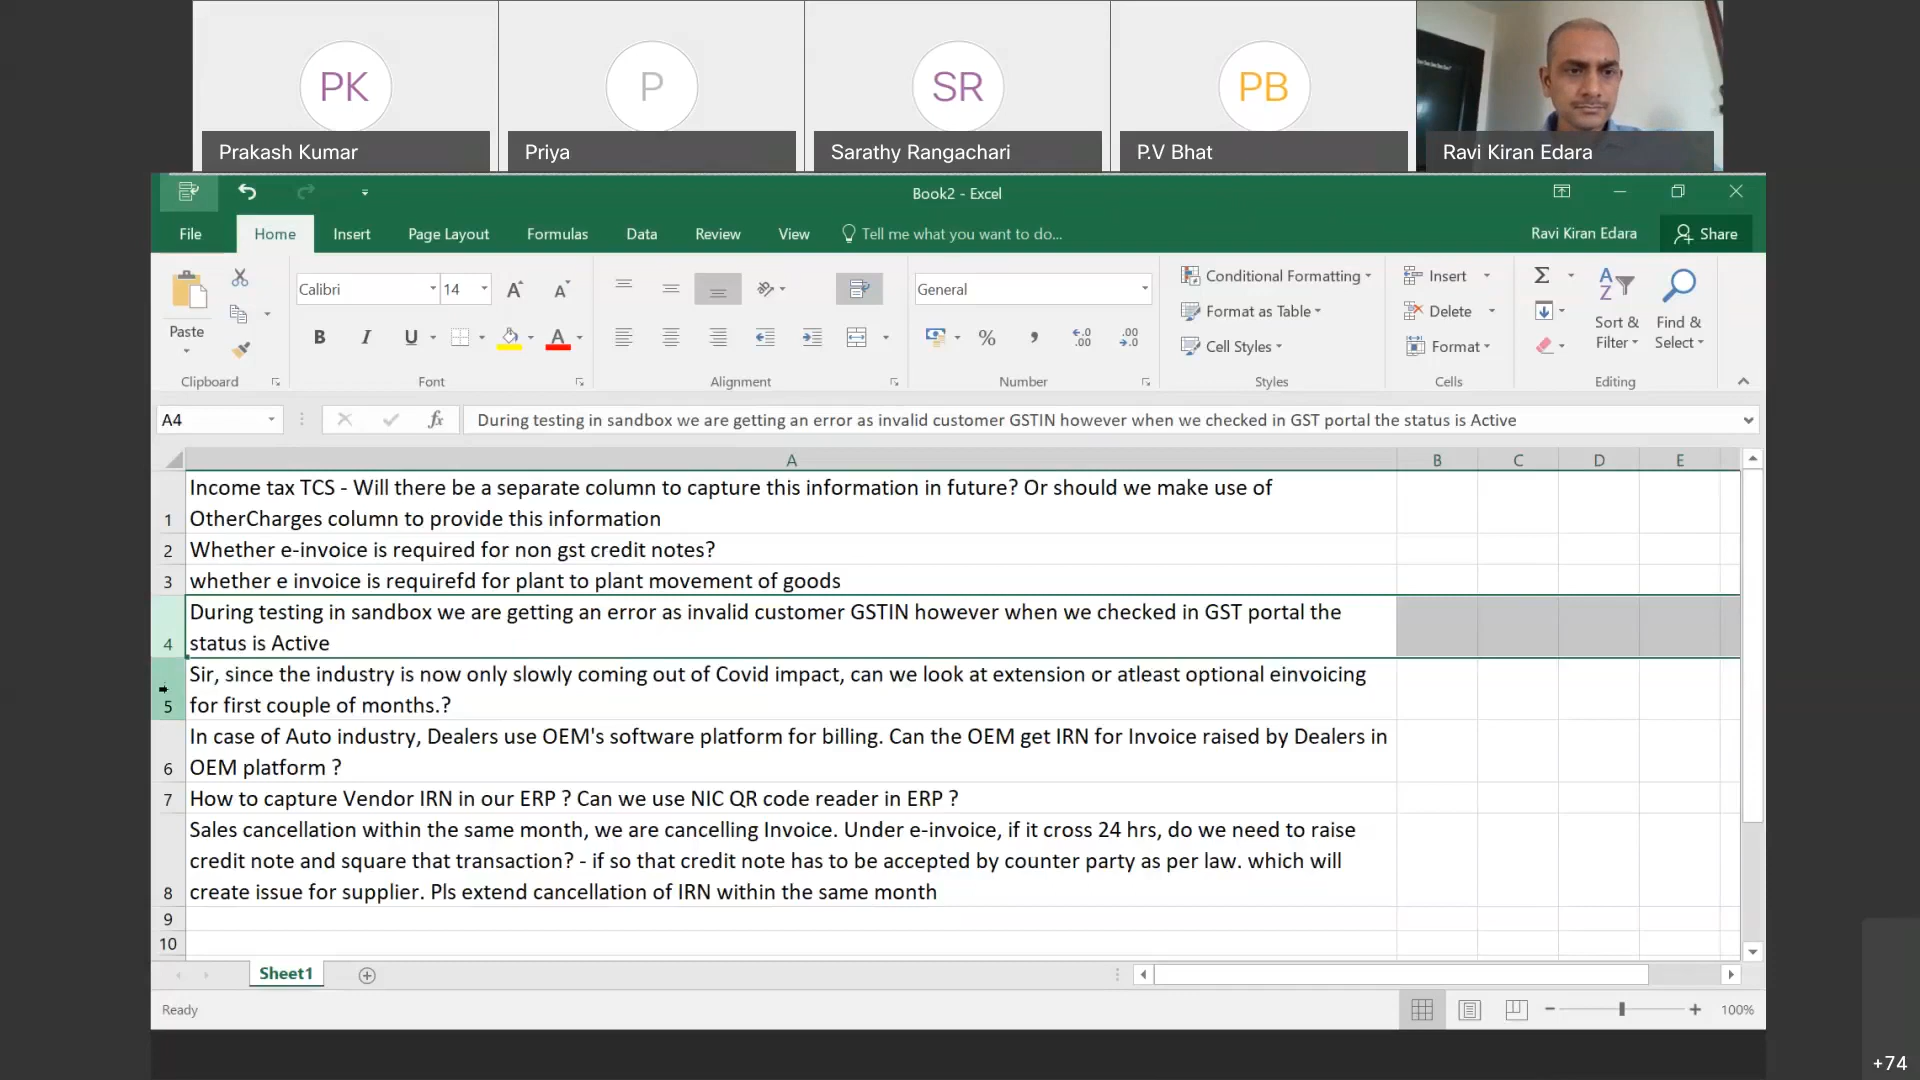 PK
P
SR
PB
Prakash Kumar
Priya
Sarathy Rangachari
P.V Bhat
Ravi Kiran Edara
Book2 - Excel
File
Home
Insert
Page Layout
Formulas
Data
Review
View
Tell me what you want to do...
Ravi Kiran Edara
Share
Paste
Clipboard
Calibri
14
B I U
Font
Alignment
General
Number
Conditional Formatting
Format as Table
Cell Styles
Styles
Insert
Delete
Format
Cells
Sort & Filter
Find & Select
Editing
A4
fx
During testing in sandbox we are getting an error as invalid customer GSTIN however when we checked in GST portal the status is Active
A B C D E
Income tax TCS - Will there be a separate column to capture this information in future? Or should we make use of
1 OtherCharges column to provide this information
2 Whether e-invoice is required for non gst credit notes?
3 whether e invoice is requirefd for plant to plant movement of goods
During testing in sandbox we are getting an error as invalid customer GSTIN however when we checked in GST portal the
4 status is Active
Sir, since the industry is now only slowly coming out of Covid impact, can we look at extension or atleast optional einvoicing
5 for first couple of months.?
In case of Auto industry, Dealers use OEM's software platform for billing. Can the OEM get IRN for Invoice raised by Dealers in
6 OEM platform ?
7 How to capture Vendor IRN in our ERP ? Can we use NIC QR code reader in ERP ?
Sales cancellation within the same month, we are cancelling Invoice. Under e-invoice, if it cross 24 hrs, do we need to raise
credit note and square that transaction? - if so that credit note has to be accepted by counter party as per law. which will
8 create issue for supplier. Pls extend cancellation of IRN within the same month
9
10
Sheet1
Ready
100%
+74